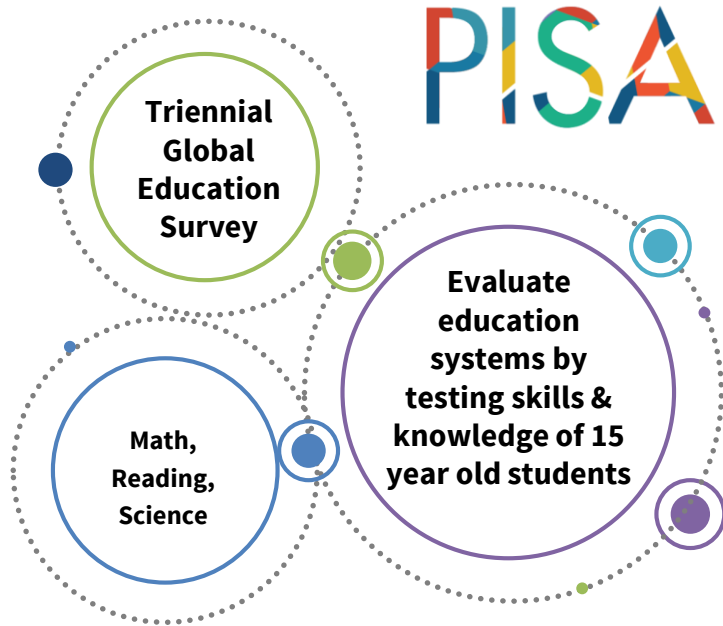 PISA
Triennial
Global
Education
Survey
Evaluate
education
systems by
testing skills &
knowledge of 15
year old students
Math,
Reading,
Science